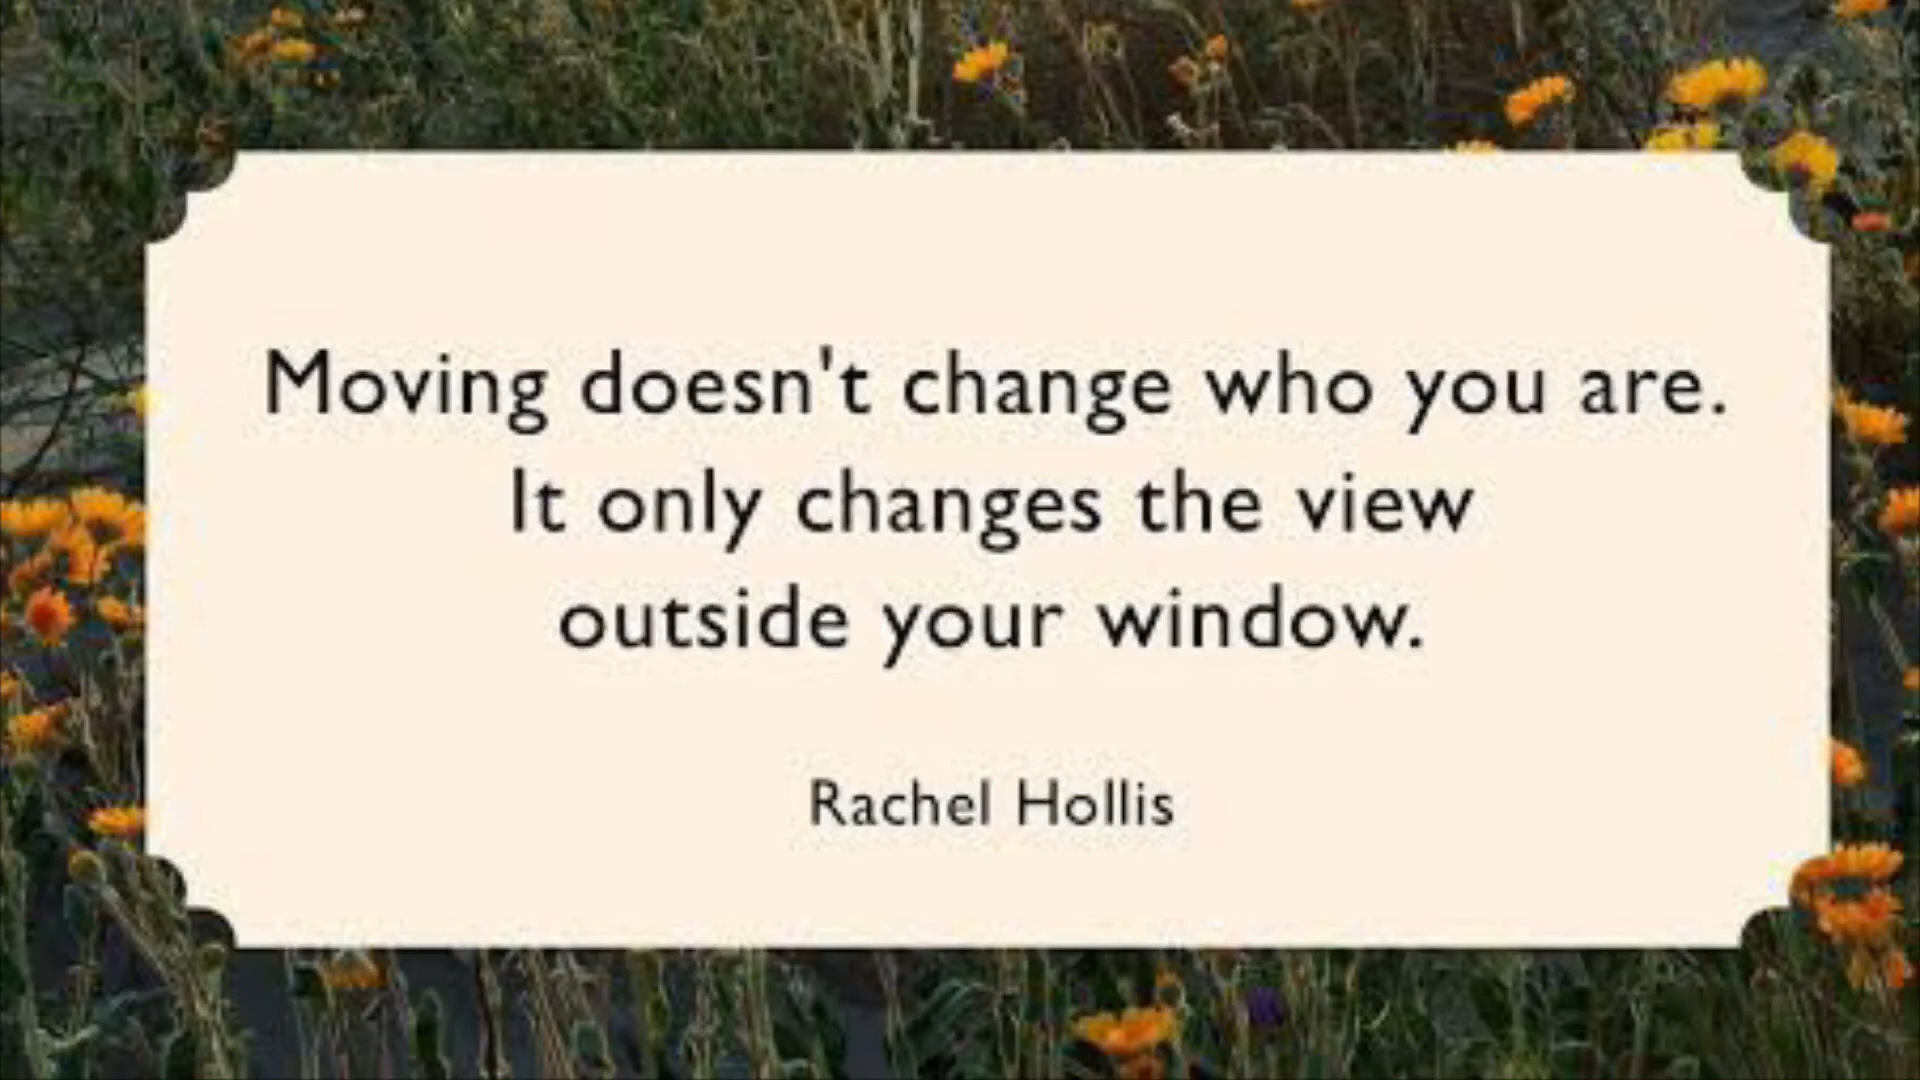 Moving doesn't change who you are.
It only changes the view
outside your window.
Rachel Hollis